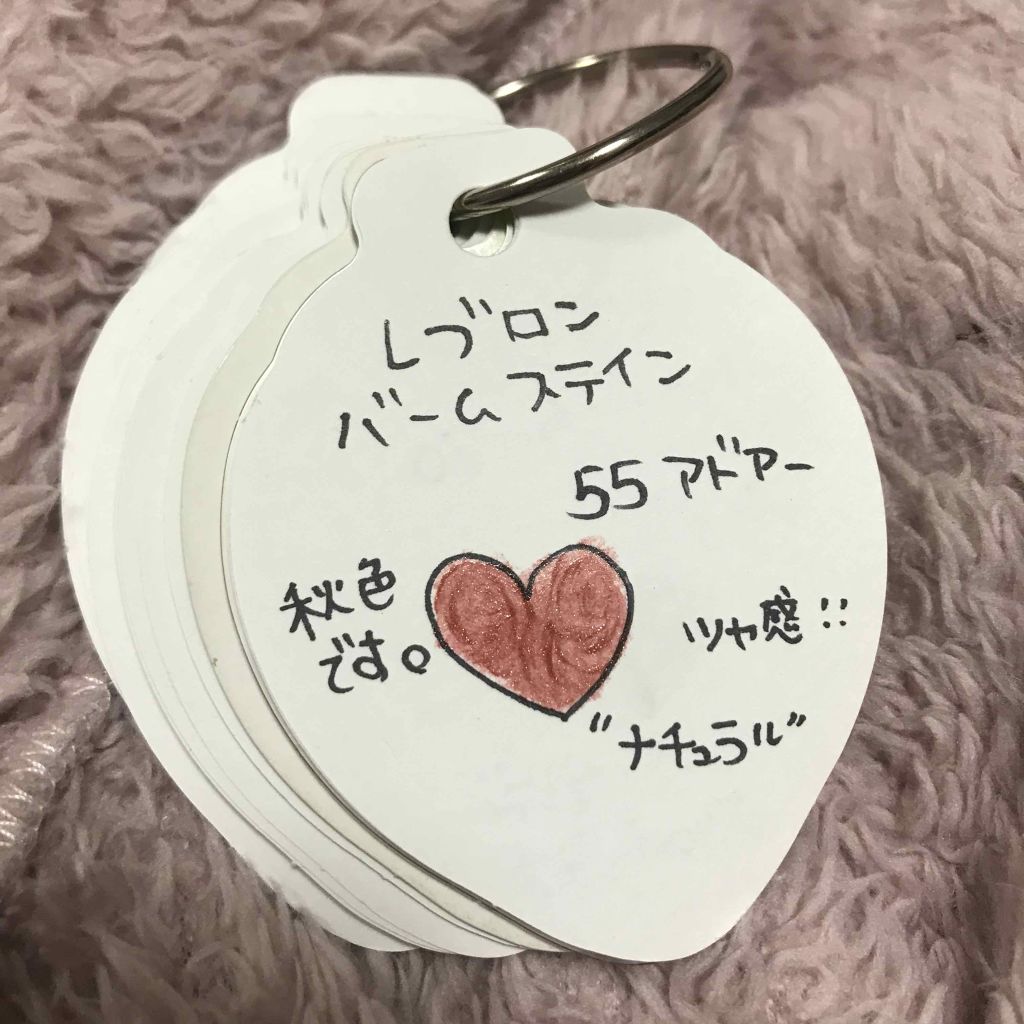 レブロン
バームステイン
55 アドアー
秋色
です。
ツヤ感!!
"ナチュラル"